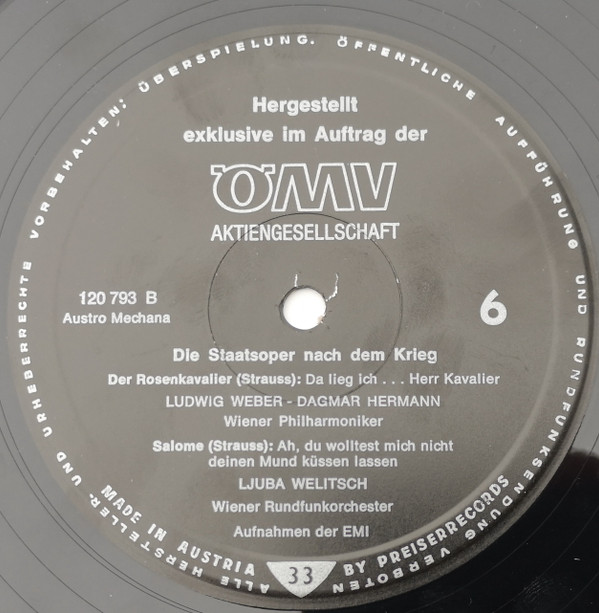 ALLE HERSTELLER- UND URHEBERRECHTE VORBEHALTEN; ÜBERSPIELUNG, ÖFFENTLICHE AUFFÜHRUNG UND RUNDFUNKSENDUNG VERBOTEN
Hergestellt
exklusive im Auftrag der
ÖMV
AKTIENGESELLSCHAFT
120 793 B
Austro Mechana
6
Die Staatsoper nach dem Krieg
Der Rosenkavalier (Strauss): Da lieg ich . . . Herr Kavalier
LUDWIG WEBER - DAGMAR HERMANN
Wiener Philharmoniker
Salome (Strauss): Ah, du wolltest mich nicht
deinen Mund küssen lassen
LJUBA WELITSCH
Wiener Rundfunkorchester
Aufnahmen der EMI
MADE IN AUSTRIA
33
BY PREISERRECORDS